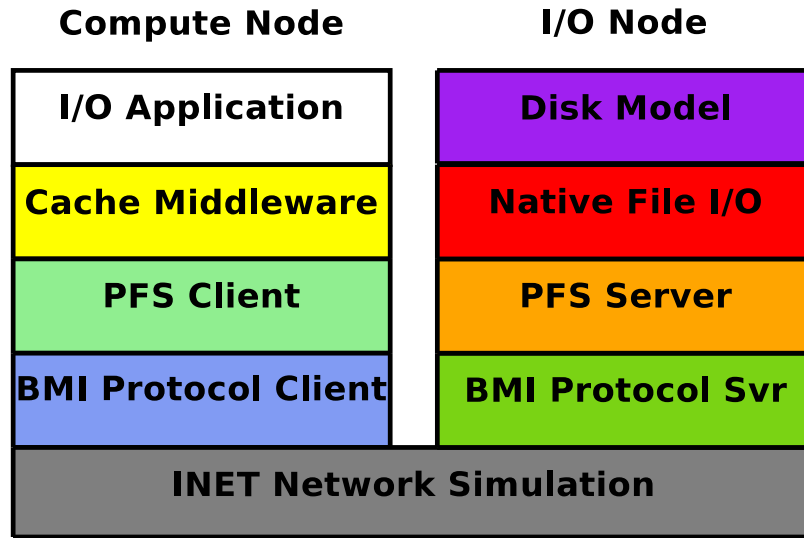 Compute Node
I/O Node
I/O Application
Disk Model
Cache Middleware
Native File I/O
PFS Client
PFS Server
BMI Protocol Client
BMI Protocol Svr
INET Network Simulation